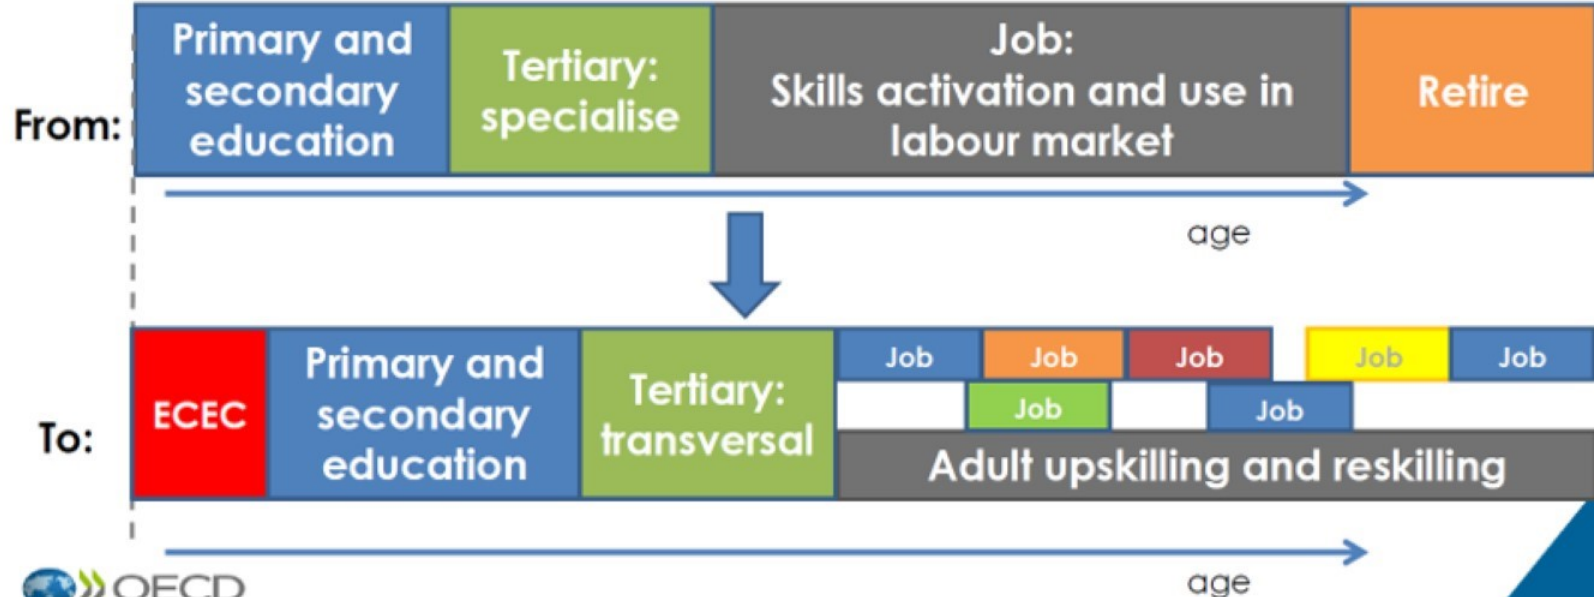 From:
Primary and
secondary
education
Tertiary:
specialise
Job:
Skills activation and use in
labour market
Retire
age
To:
ECEC
Primary and
secondary
education
Tertiary:
transversal
Job
Job
Job
Job
Job
Job
Job
Adult upskilling and reskilling
age
OECD